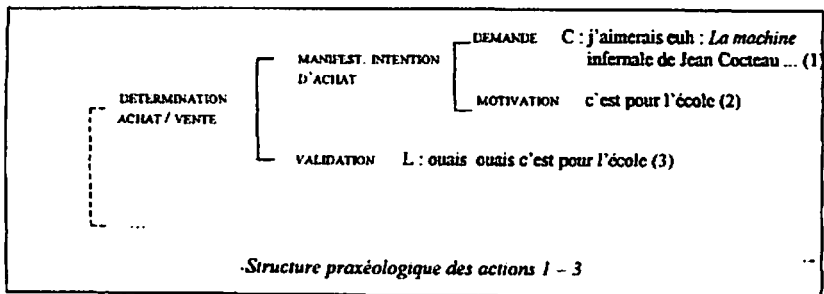 DEMANDE C : j'aimerais euh : La machine
MANIFEST. INTENTION infernale de Jean Cocteau ... (1)
D'ACHAT
DETERMINATION MOTIVATION c'est pour l'école (2)
ACHAT / VENTE
VALIDATION L : ouais ouais c'est pour l'école (3)
...
Structure praxéologique des actions 1 – 3